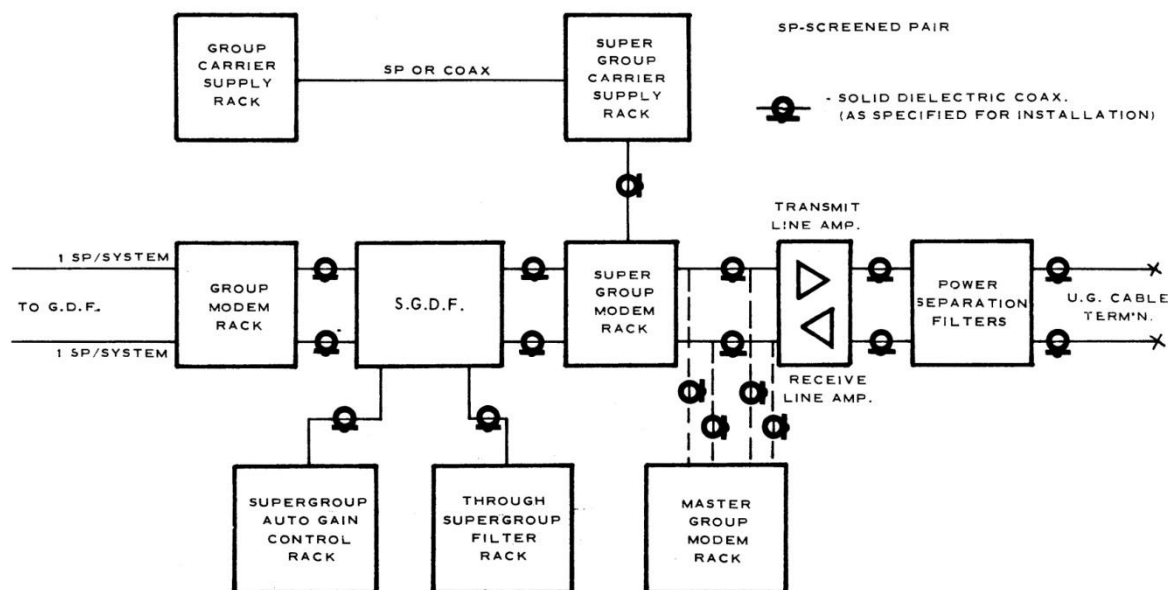 GROUP
CARRIER
SUPPLY
RACK
SP OR COAX
SUPER
GROUP
CARRIER
SUPPLY
RACK
SP-SCREENED PAIR
- SOLID DIELECTRIC COAX.
(AS SPECIFIED FOR INSTALLATION)
1 SP/SYSTEM
TO G.D.F.
1 SP/SYSTEM
GROUP
MODEM
RACK
S.G.D.F.
SUPER
GROUP
MODEM
RACK
TRANSMIT
LINE AMP.
RECEIVE
LINE AMP.
POWER
SEPARATION
FILTERS
U.G. CABLE
TERM'N.
SUPERGROUP
AUTO GAIN
CONTROL
RACK
THROUGH
SUPERGROUP
FILTER
RACK
MASTER
GROUP
MODEM
RACK